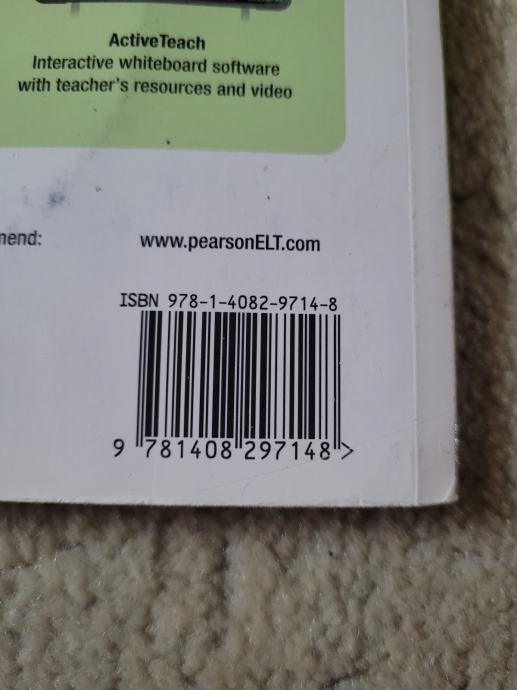 ActiveTeach
Interactive whiteboard software
with teacher's resources and video
www.pearsonELT.com
ISBN 978-1-4082-9714-8
9 781408 297148 >